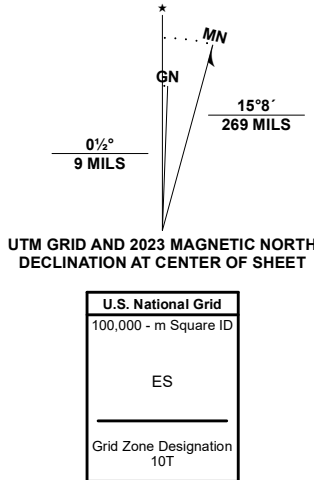 ★
MN
GN
15°8´
269 MILS
0½°
9 MILS
UTM GRID AND 2023 MAGNETIC NORTH
DECLINATION AT CENTER OF SHEET
U.S. National Grid
100,000 - m Square ID
ES
Grid Zone Designation
10T